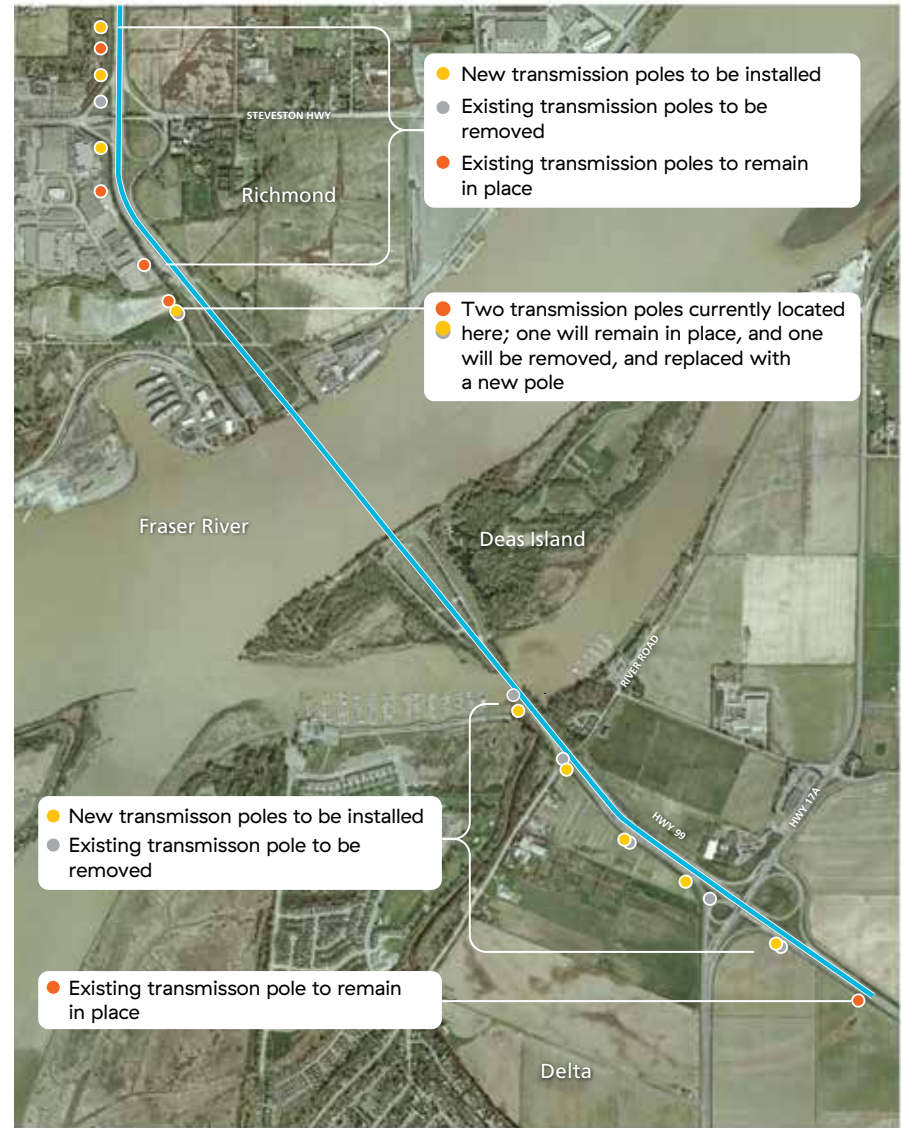 New transmission poles to be installed
Existing transmission poles to be
removed
Existing transmission poles to remain
in place
STEVESTON HWY
Richmond
Two transmission poles currently located
here; one will remain in place, and one
will be removed, and replaced with
a new pole
Fraser River
Deas Island
RIVER ROAD
HWY 17A
HWY 99
New transmisson poles to be installed
Existing transmisson pole to be
removed
Existing transmisson pole to remain
in place
Delta